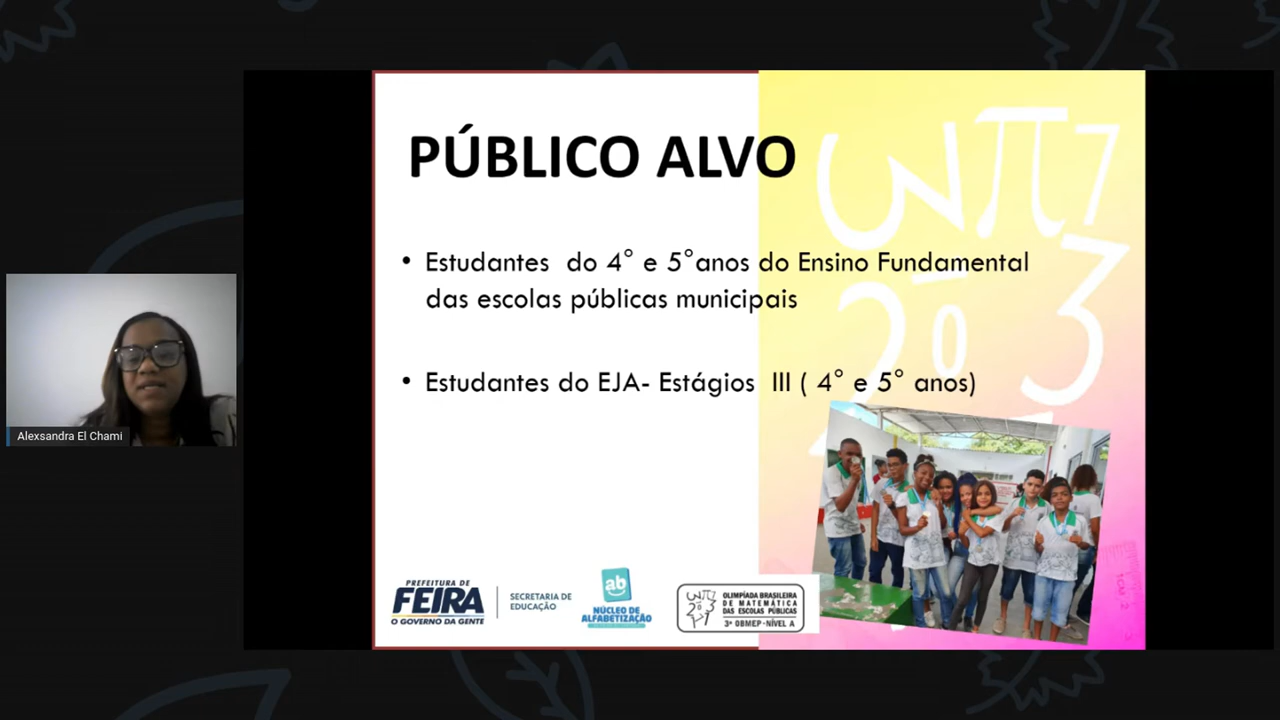 PÚBLICO ALVO
• Estudantes do 4° e 5°anos do Ensino Fundamental
das escolas públicas municipais
• Estudantes do EJA- Estágios III ( 4° e 5° anos)
Alexsandra El Chami
PREFEITURA DE
FEIRA
O GOVERNO DA GENTE
SECRETARIA DE
EDUCAÇÃO
ab
NÚCLEO DE
ALFABETIZAÇÃO
OLIMPÍADA BRASILEIRA
DE MATEMÁTICA
DAS ESCOLAS PÚBLICAS
3ª OBMEP - NÍVEL A